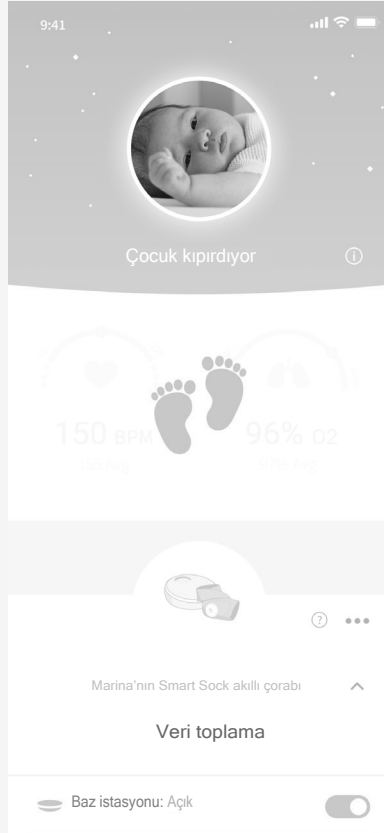 9:41
Çocuk kıpırdıyor
150 BPM
96% O2
Marina'nın Smart Sock akıllı çorabı
Veri toplama
Baz istasyonu: Açık